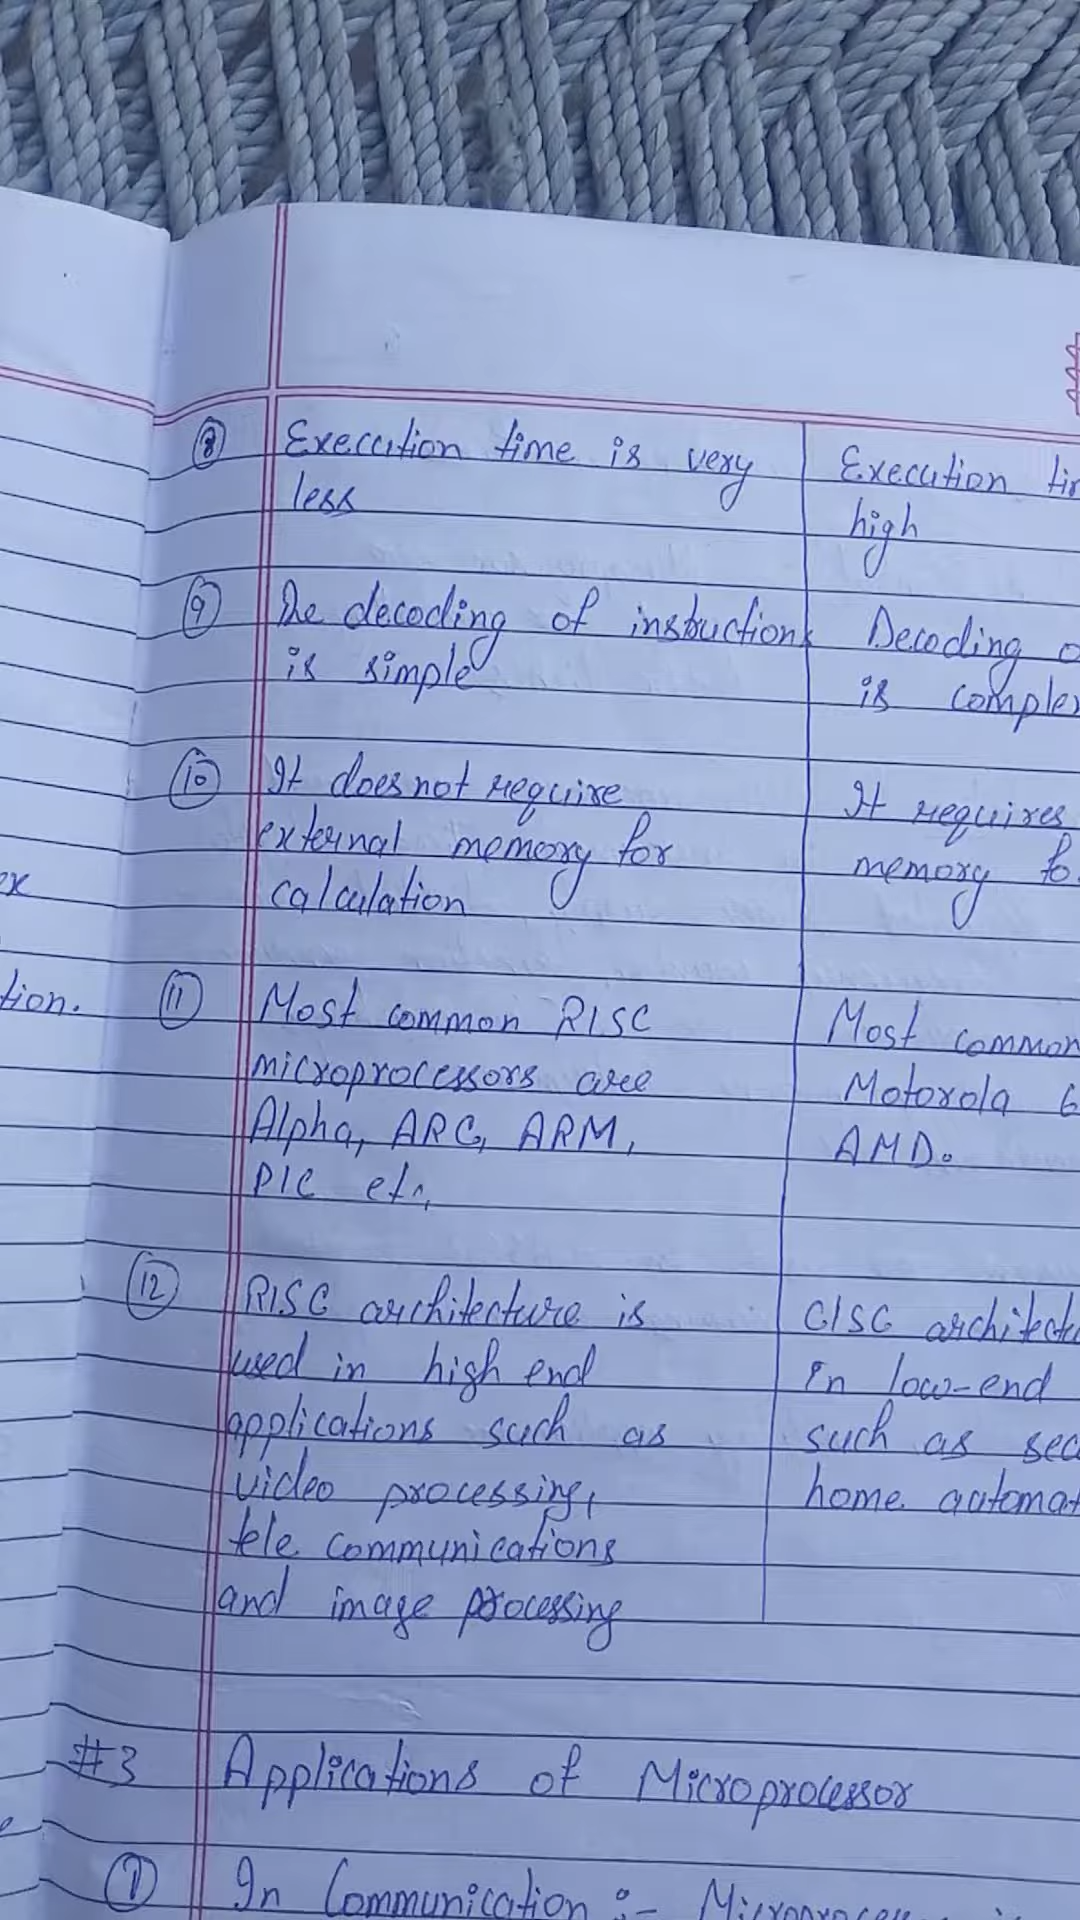 ⑧ Execution time is very
less
Execution
high
⑨ The decoding of instructions
is simple
Decoding
is
⑩ It does not require
external memory for
calculation
It requires
memory
⑪ Most common RISC
microprocessors are
Alpha, ARC, ARM,
PIC etc,
Most common
Motorola 6
AMD.
⑫ RISC architecture is
used in high end
applications such as
video processing,
tele communications
and image processing
CISC
in low-end
such as
home
tion.
#3 Applications of Microprocessor
① In Communication :-